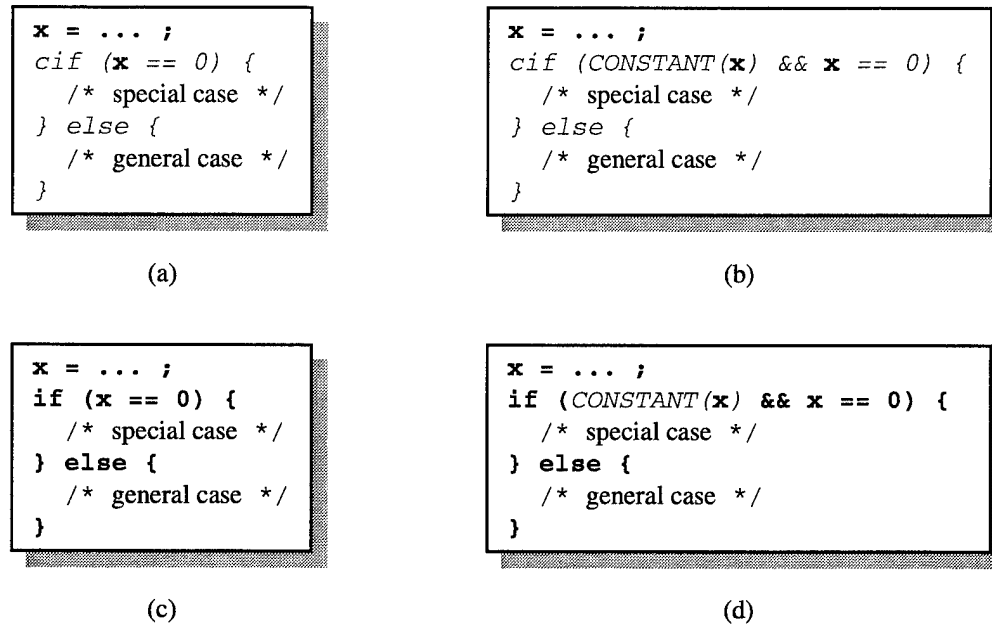 x = ... ;
cif (x == 0) {
/* special case */
} else {
/* general case */
}
(a)
x = ... ;
cif (CONSTANT(x) && x == 0) {
/* special case */
} else {
/* general case */
}
(b)
x = ... ;
if (x == 0) {
/* special case */
} else {
/* general case */
}
(c)
x = ... ;
if (CONSTANT(x) && x == 0) {
/* special case */
} else {
/* general case */
}
(d)